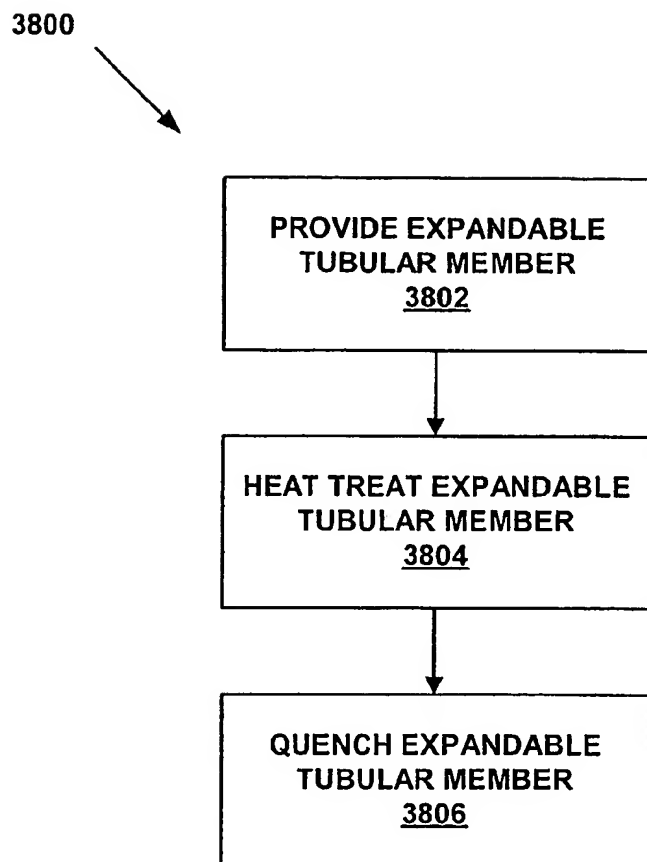 3800
PROVIDE EXPANDABLE
TUBULAR MEMBER
3802
HEAT TREAT EXPANDABLE
TUBULAR MEMBER
3804
QUENCH EXPANDABLE
TUBULAR MEMBER
3806